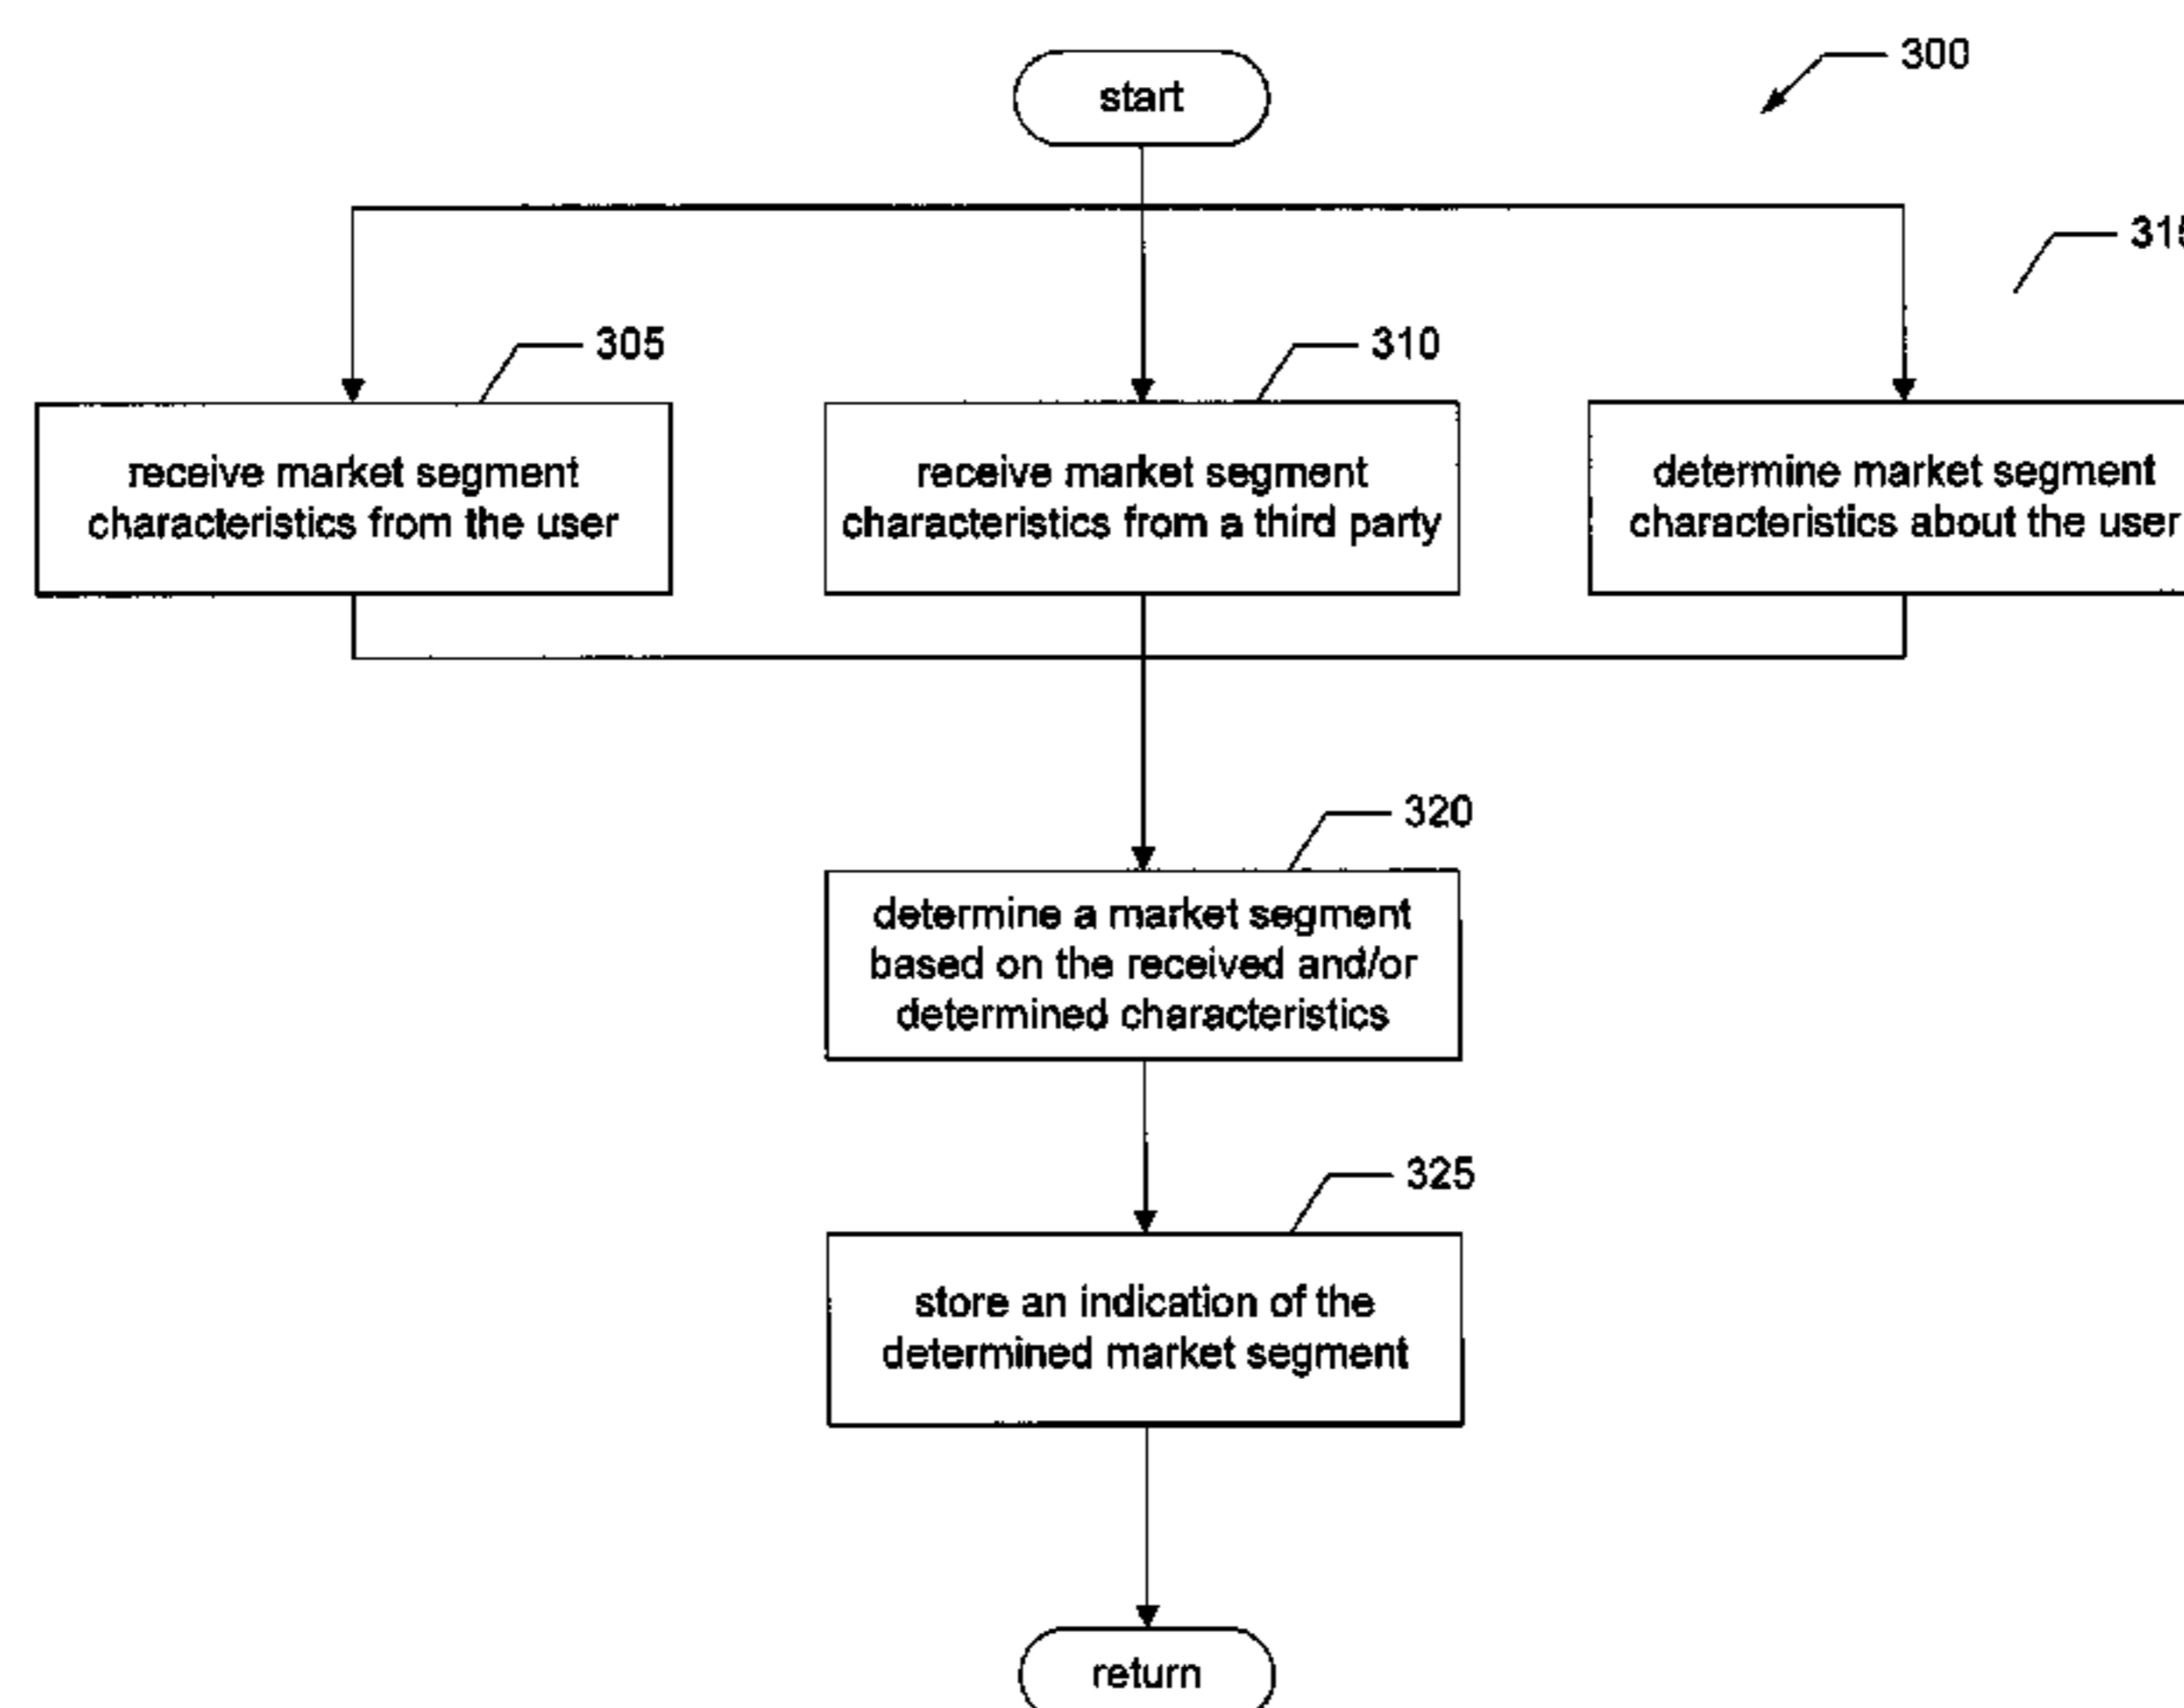 start
300
315
305
310
receive market segment
characteristics from the user
receive market segment
characteristics from a third party
determine market segment
characteristics about the user
320
determine a market segment
based on the received and/or
determined characteristics
325
store an indication of the
determined market segment
return